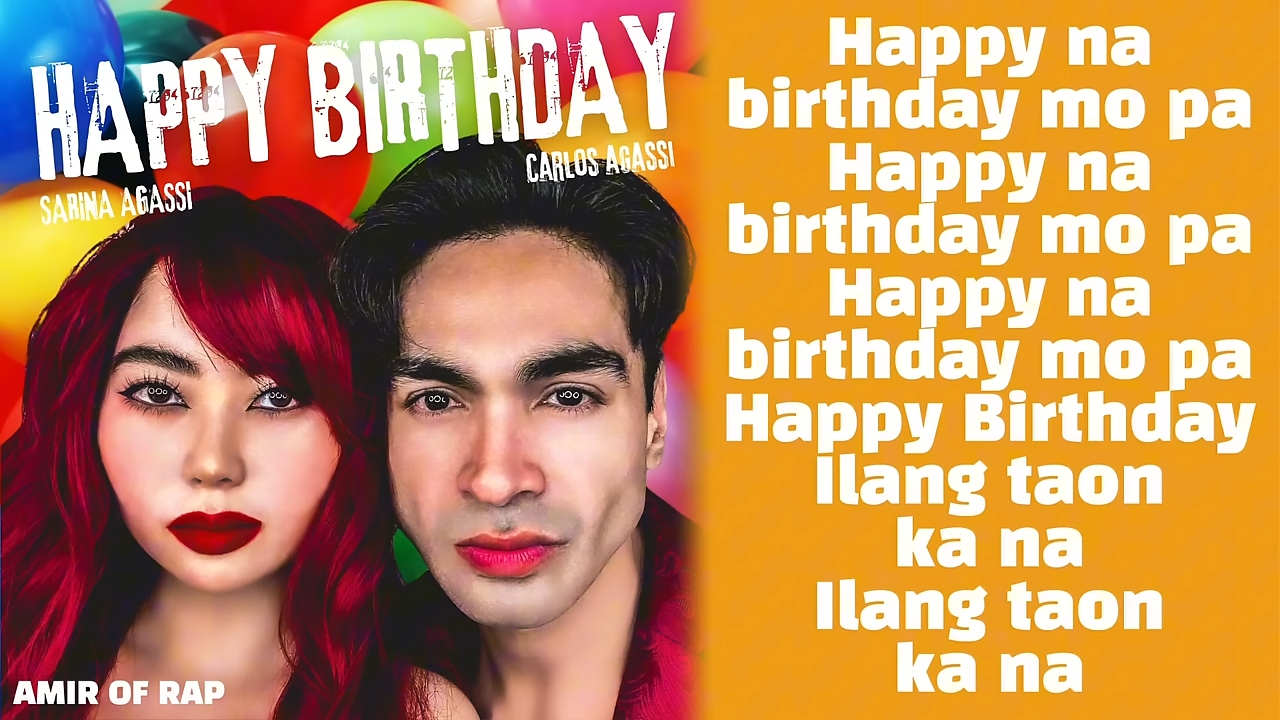 HAPPY BIRTHDAY
SARINA AGASSI
CARLOS AGASSI
AMIR OF RAP
Happy na
birthday mo pa
Happy na
birthday mo pa
Happy na
birthday mo pa
Happy Birthday
Ilang taon
ka na
Ilang taon
ka na